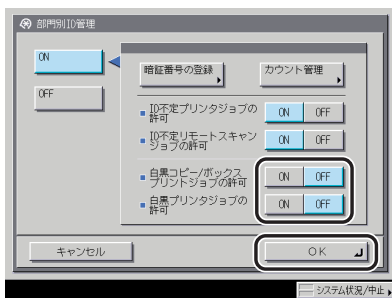 部門別ID管理
ON
OFF
暗証番号の登録
カウント管理
ID不定プリンタジョブの
許可
ON OFF
ID不定リモートスキャン
ジョブの許可
ON OFF
白黒コピー/ボックス
プリントジョブの許可
ON OFF
白黒プリンタジョブの
許可
ON OFF
キャンセル
OK
システム状況/中止